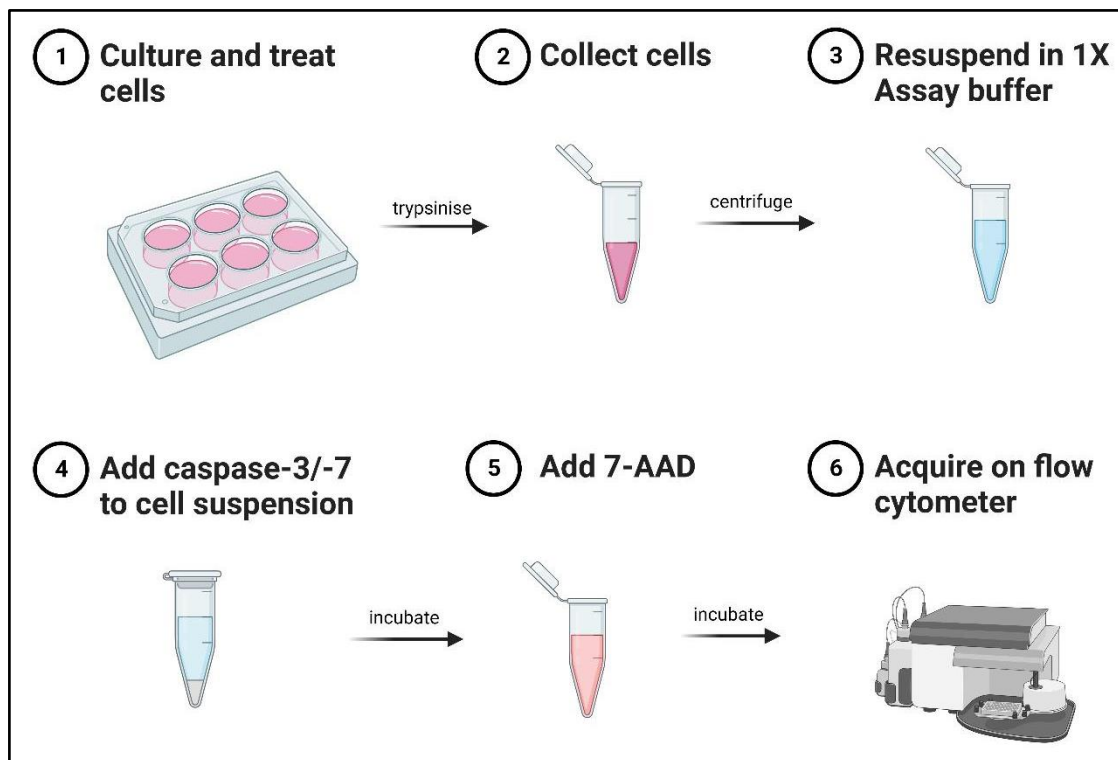 1 Culture and treat
cells
2 Collect cells
3 Resuspend in 1X
Assay buffer
trypsinise
centrifuge
4 Add caspase-3/-7
to cell suspension
5 Add 7-AAD
6 Acquire on flow
cytometer
incubate
incubate